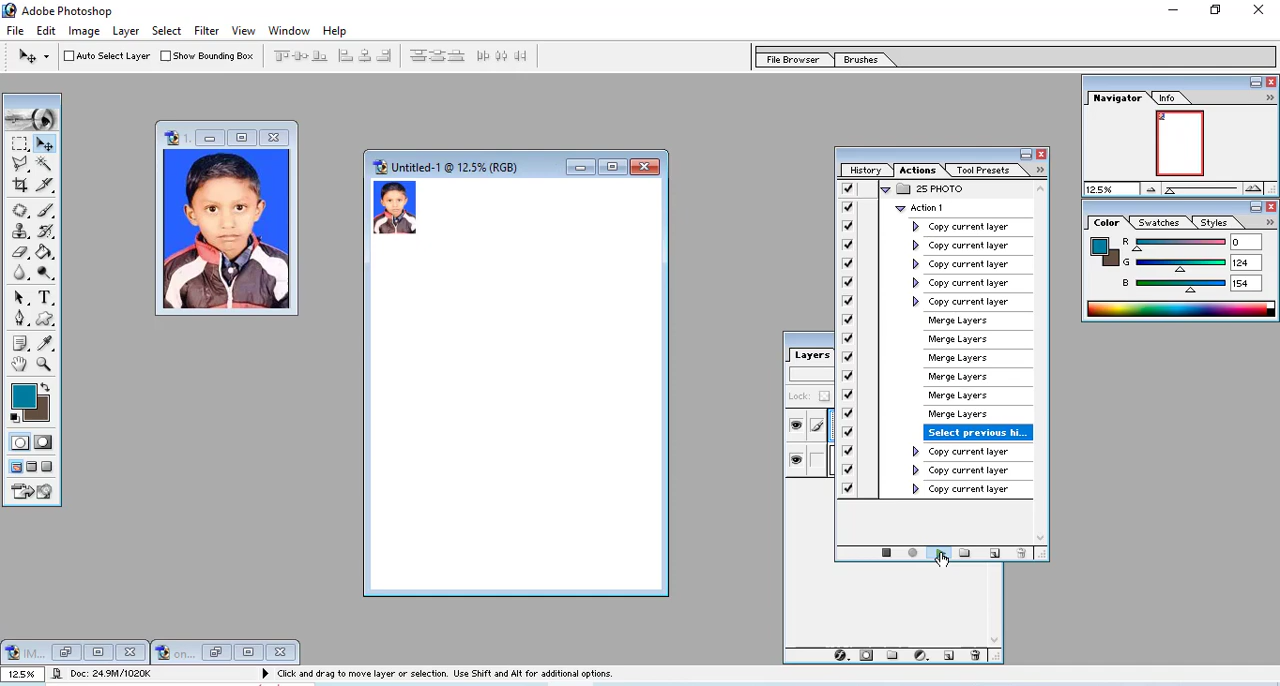 Adobe Photoshop
File Edit Image Layer Select Filter View Window Help
Auto Select Layer Show Bounding Box
File Browser Brushes
Navigator Info
12.5%
Color Swatches Styles
R 0
G 124
B 154
1.
Untitled-1 @ 12.5% (RGB)
History Actions Tool Presets
25 PHOTO
Action 1
Copy current layer
Copy current layer
Copy current layer
Copy current layer
Copy current layer
Merge Layers
Merge Layers
Merge Layers
Merge Layers
Merge Layers
Merge Layers
Select previous hi...
Copy current layer
Copy current layer
Copy current layer
Layers
Lock:
IM... on...
12.5% Doc: 24.9M/1020K Click and drag to move layer or selection. Use Shift and Alt for additional options.